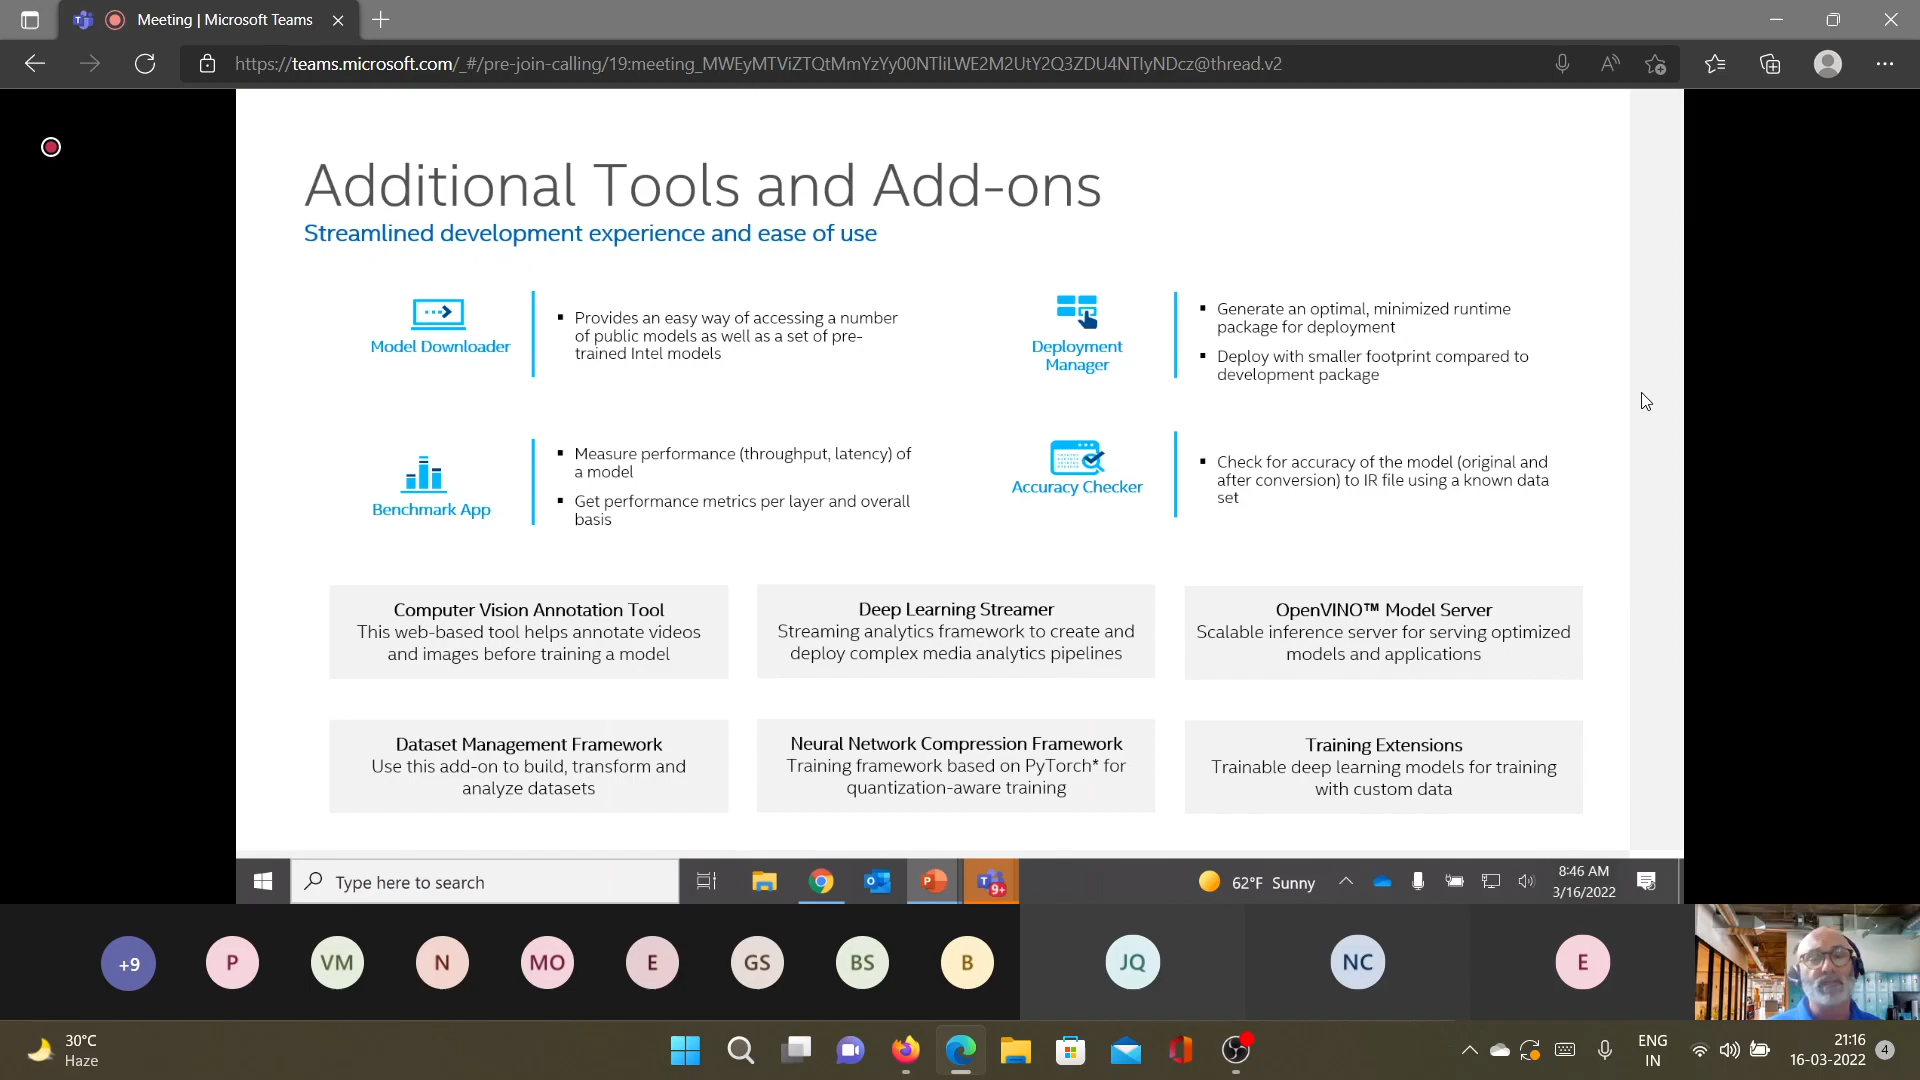 Meeting | Microsoft Teams
https://teams.microsoft.com/_#/pre-join-calling/19:meeting_MWEyMTViZTQtMmYzYy00NTliLWE2M2UtY2Q3ZDU4NTIyNDcz@thread.v2
Additional Tools and Add-ons
Streamlined development experience and ease of use
Model Downloader
▪ Provides an easy way of accessing a number
of public models as well as a set of pre-
trained Intel models
Deployment
Manager
▪ Generate an optimal, minimized runtime
package for deployment
▪ Deploy with smaller footprint compared to
development package
Benchmark App
▪ Measure performance (throughput, latency) of
a model
▪ Get performance metrics per layer and overall
basis
Accuracy Checker
▪ Check for accuracy of the model (original and
after conversion) to IR file using a known data
set
Computer Vision Annotation Tool
This web-based tool helps annotate videos
and images before training a model
Deep Learning Streamer
Streaming analytics framework to create and
deploy complex media analytics pipelines
OpenVINO™ Model Server
Scalable inference server for serving optimized
models and applications
Dataset Management Framework
Use this add-on to build, transform and
analyze datasets
Neural Network Compression Framework
Training framework based on PyTorch* for
quantization-aware training
Training Extensions
Trainable deep learning models for training
with custom data
Type here to search
9+
62°F Sunny
8:46 AM
3/16/2022
+9
P
VM
N
MO
E
GS
BS
B
JQ
NC
E
30°C
Haze
ENG
IN
21:16
16-03-2022
4